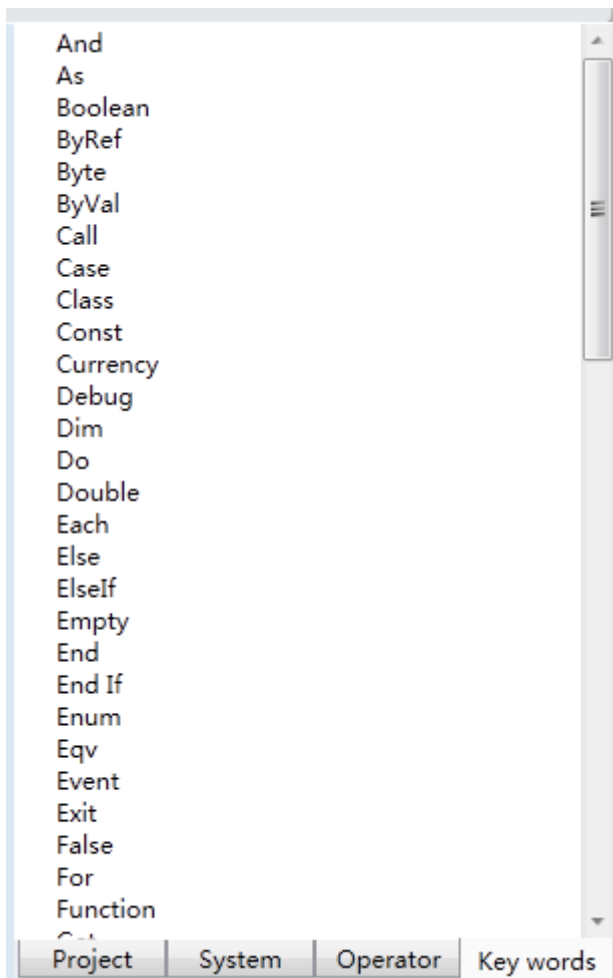 And
As
Boolean
ByRef
Byte
ByVal
Call
Case
Class
Const
Currency
Debug
Dim
Do
Double
Each
Else
ElseIf
Empty
End
End If
Enum
Eqv
Event
Exit
False
For
Function
Project System Operator Key words